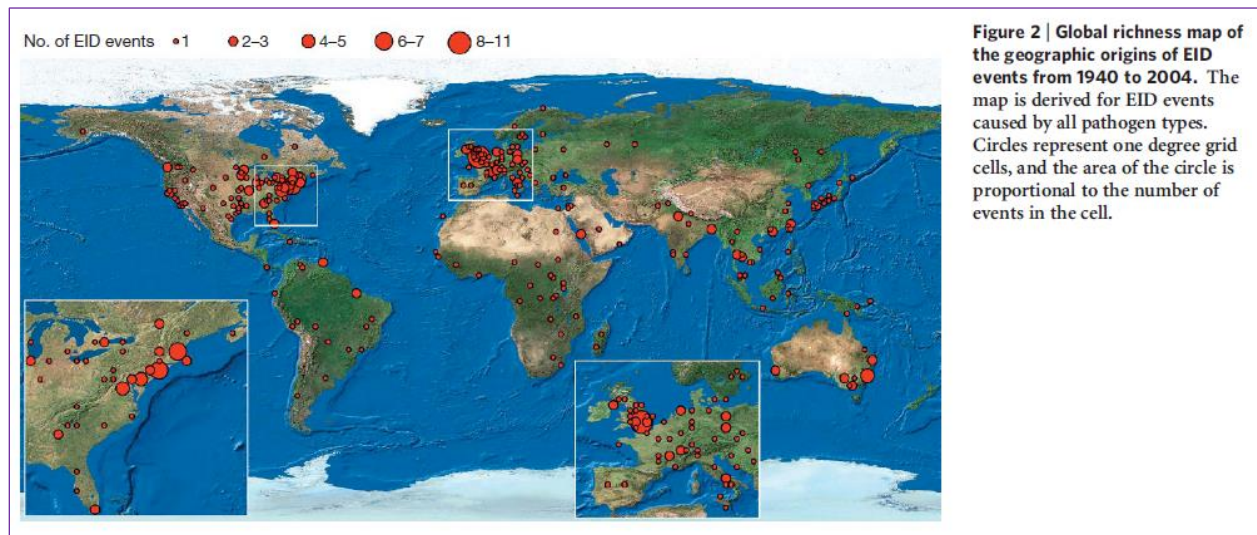 No. of EID events 1 2–3 4–5 6–7 8–11
Figure 2 | Global richness map of
the geographic origins of EID
events from 1940 to 2004. The
map is derived for EID events
caused by all pathogen types.
Circles represent one degree grid
cells, and the area of the circle is
proportional to the number of
events in the cell.